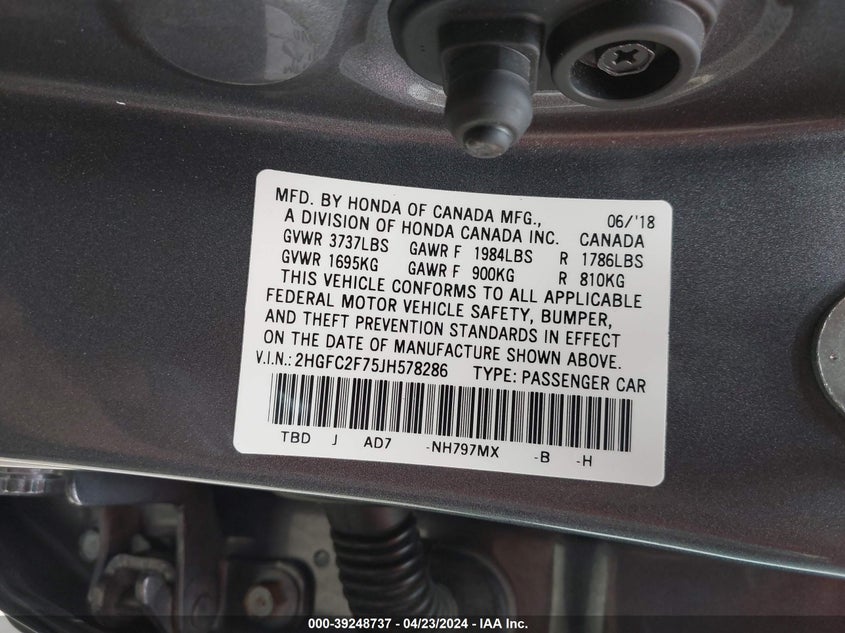 MFD. BY HONDA OF CANADA MFG., 06/'18
A DIVISION OF HONDA CANADA INC. CANADA
GVWR 3737LBS GAWR F 1984LBS R 1786LBS
GVWR 1695KG GAWR F 900KG R 810KG
THIS VEHICLE CONFORMS TO ALL APPLICABLE
FEDERAL MOTOR VEHICLE SAFETY, BUMPER,
AND THEFT PREVENTION STANDARDS IN EFFECT
ON THE DATE OF MANUFACTURE SHOWN ABOVE.
V.I.N.: 2HGFC2F75JH578286 TYPE: PASSENGER CAR
TBD J AD7 -NH797MX -B -H
000-39248737 - 04/23/2024 - IAA Inc.